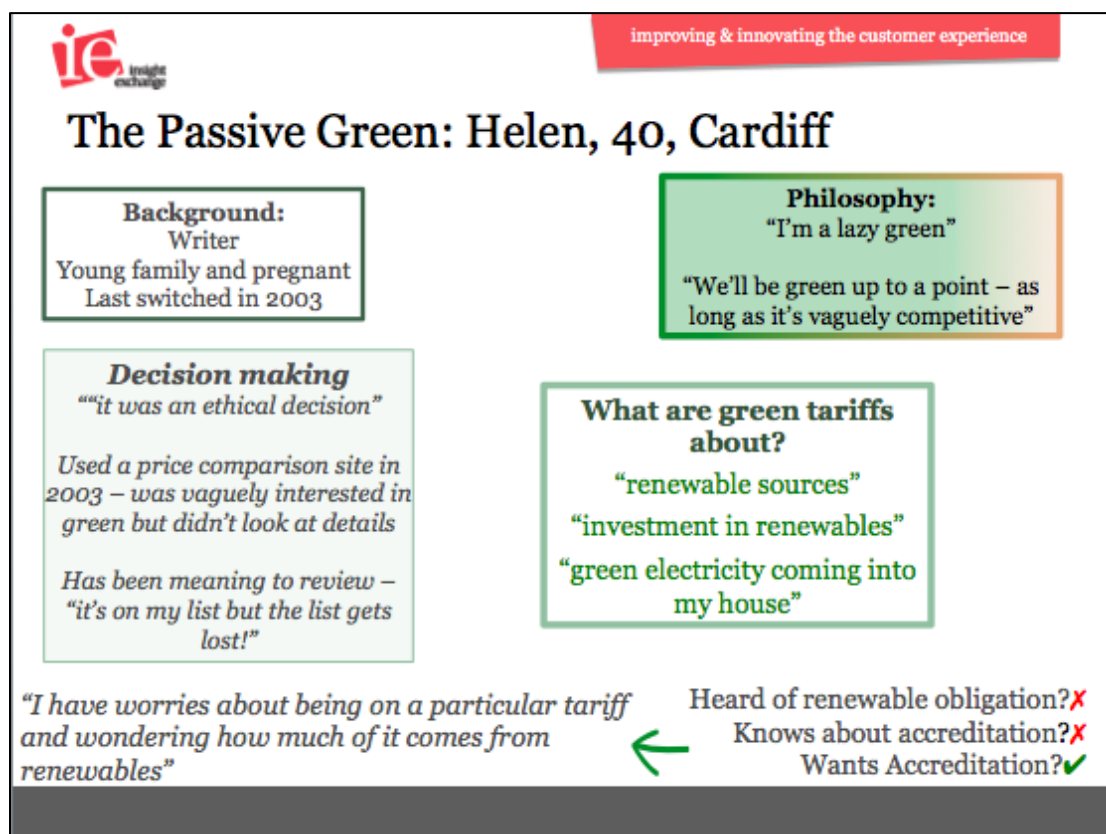 improving & innovating the customer experience
ie
insight
exchange
The Passive Green: Helen, 40, Cardiff
Background:
Writer
Young family and pregnant
Last switched in 2003
Philosophy:
“I’m a lazy green”
“We’ll be green up to a point – as
long as it’s vaguely competitive”
Decision making
““it was an ethical decision”
Used a price comparison site in
2003 – was vaguely interested in
green but didn’t look at details
Has been meaning to review –
“it’s on my list but the list gets
lost!”
What are green tariffs
about?
“renewable sources”
“investment in renewables”
“green electricity coming into
my house”
“I have worries about being on a particular tariff
and wondering how much of it comes from
renewables”
Heard of renewable obligation?✗
Knows about accreditation?✗
Wants Accreditation?✔